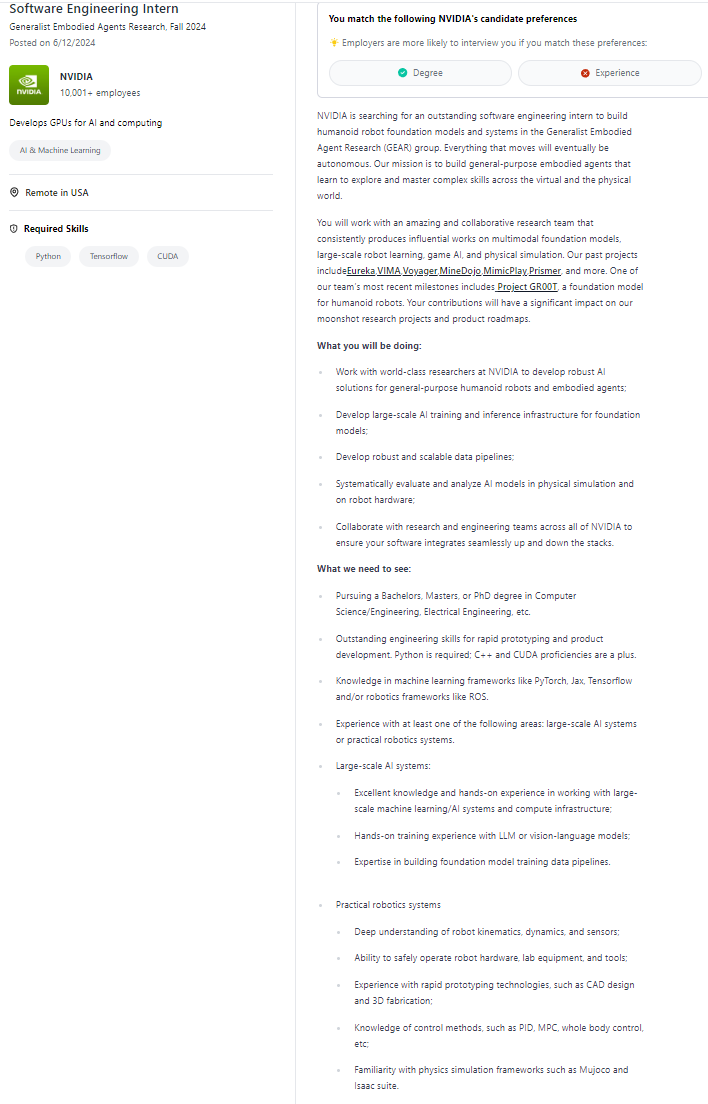 Software Engineering Intern
Generalist Embodied Agents Research, Fall 2024
Posted on 6/12/2024
NVIDIA
NVIDIA
10,001+ employees
Develops GPUs for AI and computing
AI & Machine Learning
Remote in USA
Required Skills
Python
Tensorflow
CUDA
You match the following NVIDIA's candidate preferences
Employers are more likely to interview you if you match these preferences:
Degree
Experience
NVIDIA is searching for an outstanding software engineering intern to build
humanoid robot foundation models and systems in the Generalist Embodied
Agent Research (GEAR) group. Everything that moves will eventually be
autonomous. Our mission is to build general-purpose embodied agents that
learn to explore and master complex skills across the virtual and the physical
world.
You will work with an amazing and collaborative research team that
consistently produces influential works on multimodal foundation models,
large-scale robot learning, game AI, and physical simulation. Our past projects
includeEureka,VIMA,Voyager,MineDojo,MimicPlay,Prismer, and more. One of
our team's most recent milestones includes Project GR00T, a foundation model
for humanoid robots. Your contributions will have a significant impact on our
moonshot research projects and product roadmaps.
What you will be doing:
Work with world-class researchers at NVIDIA to develop robust AI
solutions for general-purpose humanoid robots and embodied agents;
Develop large-scale AI training and inference infrastructure for foundation
models;
Develop robust and scalable data pipelines;
Systematically evaluate and analyze AI models in physical simulation and
on robot hardware;
Collaborate with research and engineering teams across all of NVIDIA to
ensure your software integrates seamlessly up and down the stacks.
What we need to see:
Pursuing a Bachelors, Masters, or PhD degree in Computer
Science/Engineering, Electrical Engineering, etc.
Outstanding engineering skills for rapid prototyping and product
development. Python is required; C++ and CUDA proficiencies are a plus.
Knowledge in machine learning frameworks like PyTorch, Jax, Tensorflow
and/or robotics frameworks like ROS.
Experience with at least one of the following areas: large-scale AI systems
or practical robotics systems.
Large-scale AI systems:
Excellent knowledge and hands-on experience in working with large-
scale machine learning/AI systems and compute infrastructure;
Hands-on training experience with LLM or vision-language models;
Expertise in building foundation model training data pipelines.
Practical robotics systems
Deep understanding of robot kinematics, dynamics, and sensors;
Ability to safely operate robot hardware, lab equipment, and tools;
Experience with rapid prototyping technologies, such as CAD design
and 3D fabrication;
Knowledge of control methods, such as PID, MPC, whole body control,
etc;
Familiarity with physics simulation frameworks such as Mujoco and
Isaac suite.